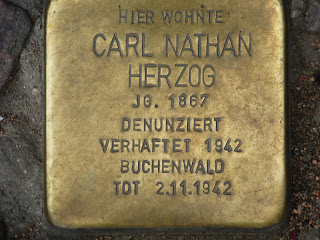 HIER WOHNTE
CARL NATHAN
HERZOG
JG. 1867
DENUNZIERT
VERHAFTET 1942
BUCHENWALD
TOT 2.11.1942